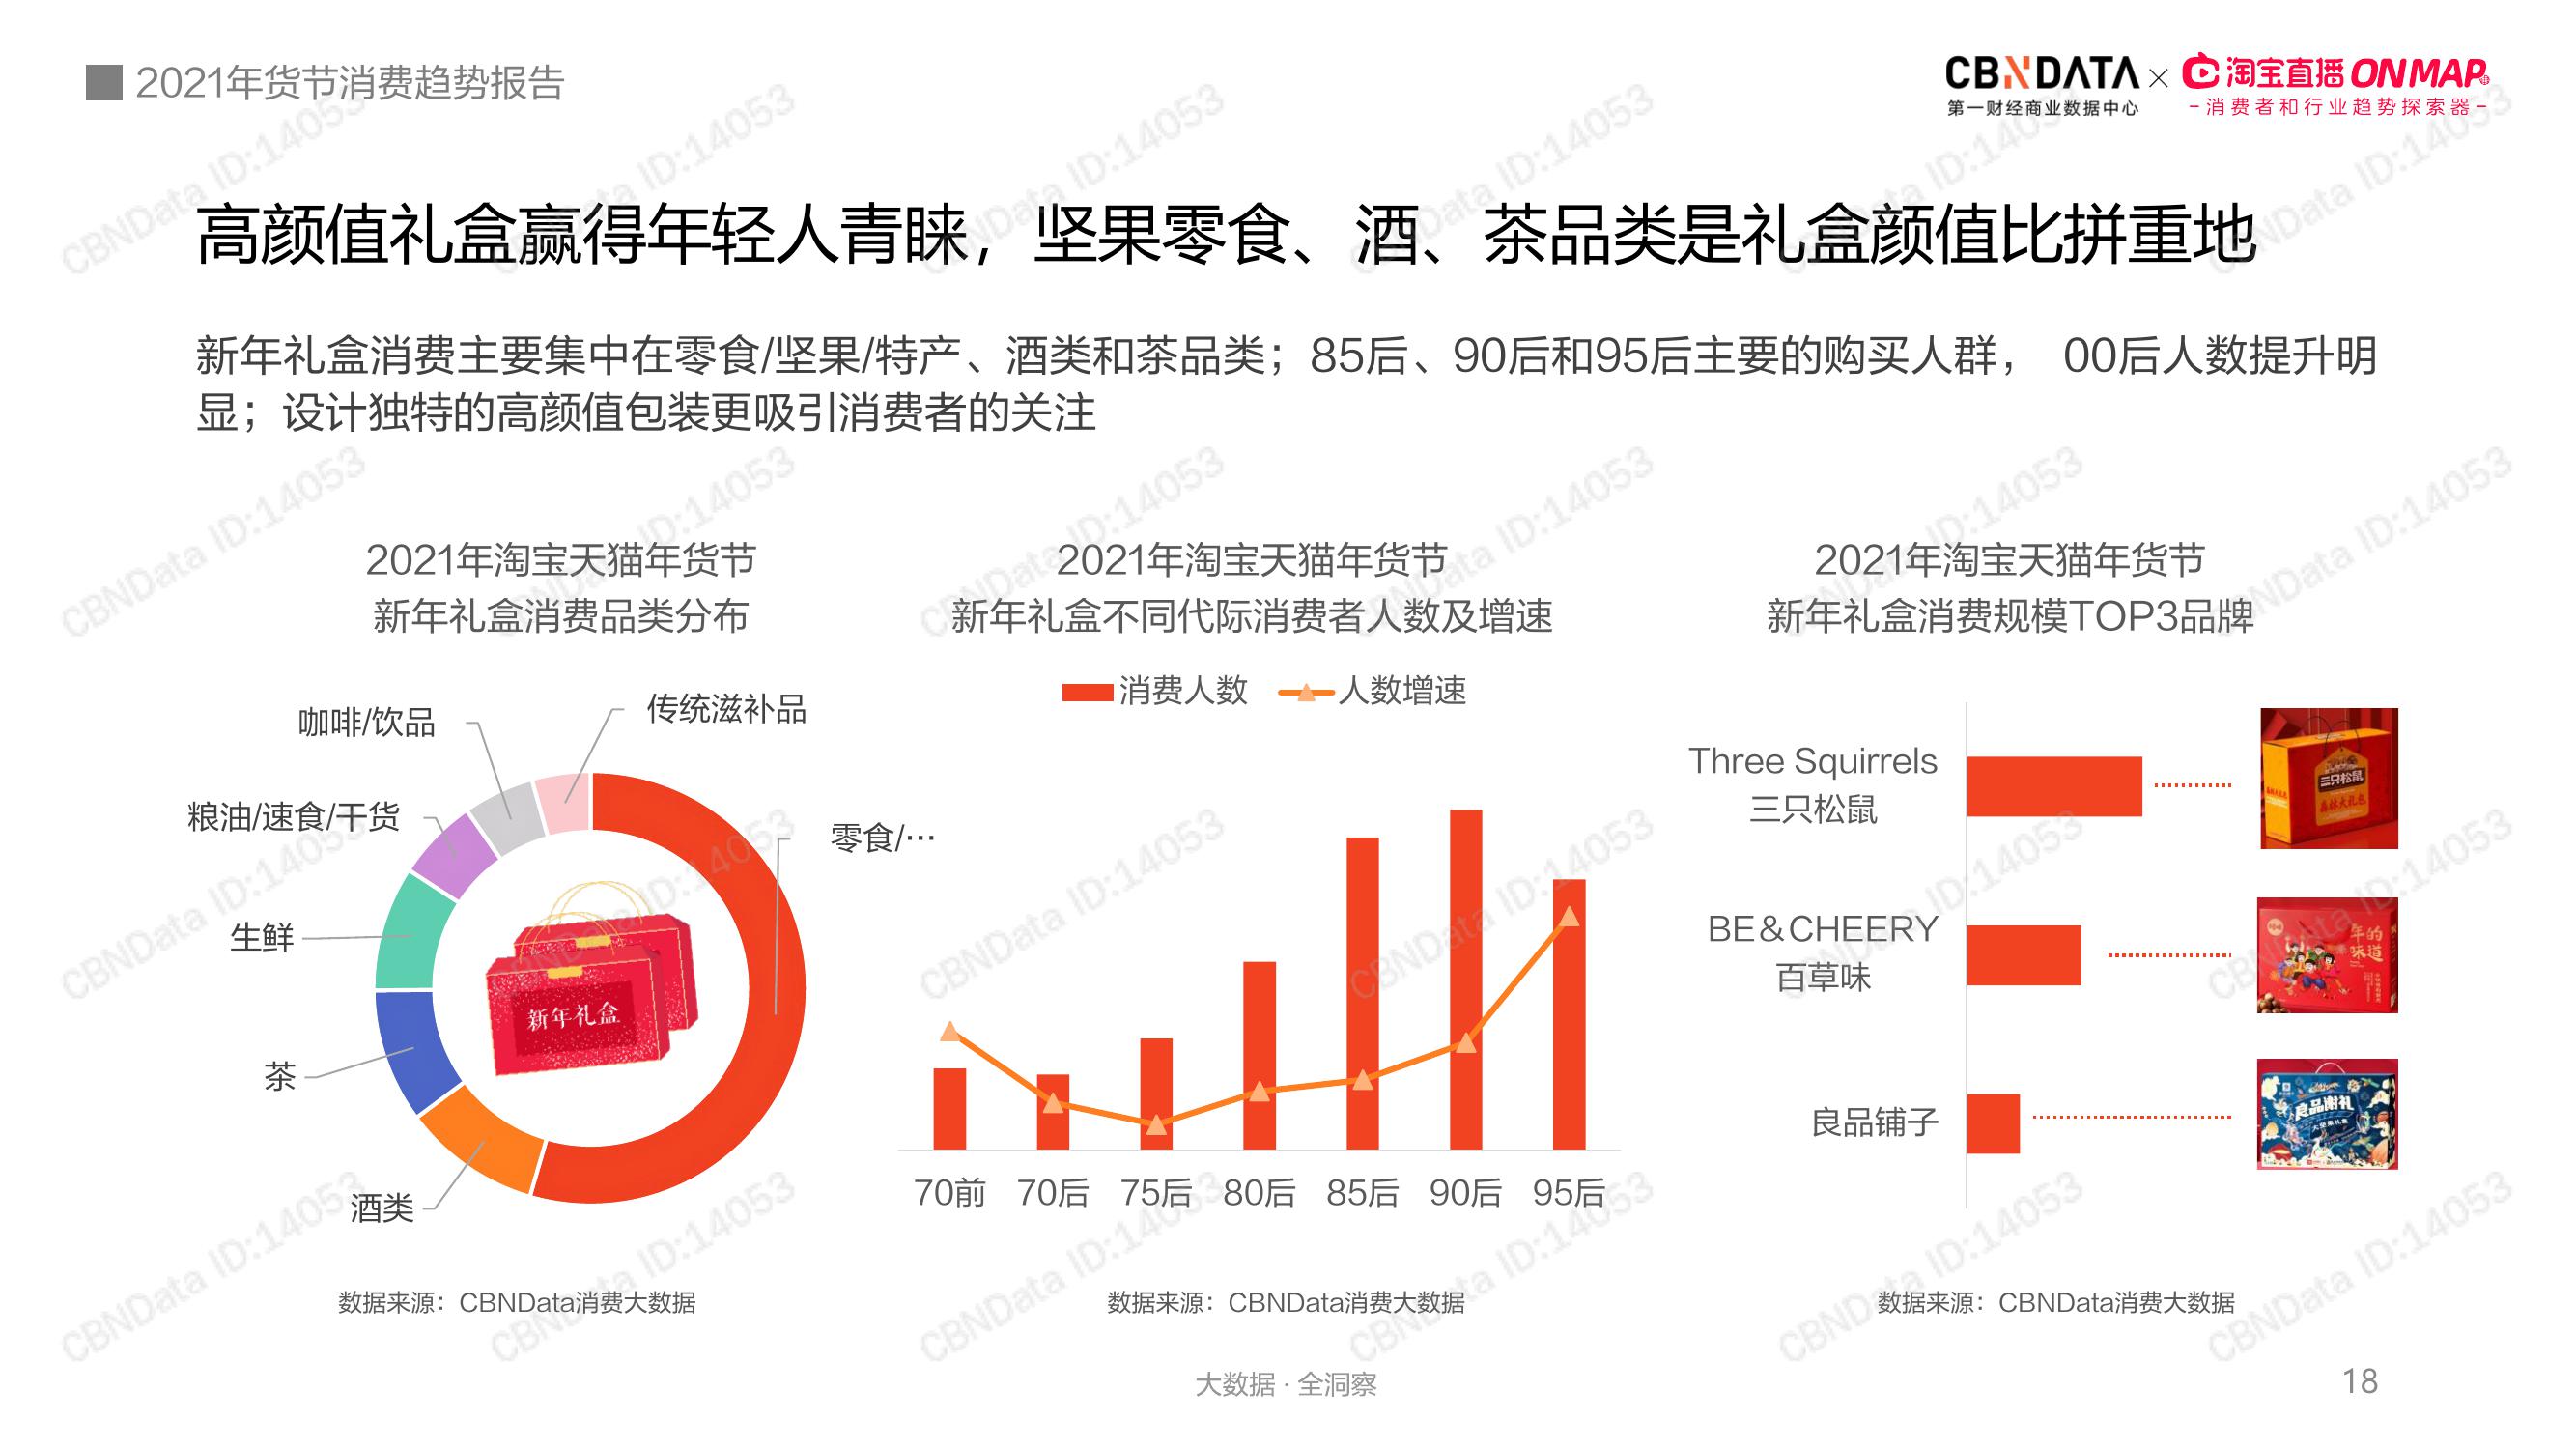 2021年货节消费趋势报告
CBNDATA × 淘宝直播 ONMAP
第一财经商业数据中心 -消费者和行业趋势探索器-
高颜值礼盒赢得年轻人青睐，坚果零食、酒、茶品类是礼盒颜值比拼重地
新年礼盒消费主要集中在零食/坚果/特产、酒类和茶品类；85后、90后和95后主要的购买人群， 00后人数提升明
显；设计独特的高颜值包装更吸引消费者的关注
2021年淘宝天猫年货节
新年礼盒消费品类分布
传统滋补品
咖啡/饮品
粮油/速食/干货
零食/…
生鲜
新年礼盒
茶
酒类
数据来源：CBNData消费大数据
2021年淘宝天猫年货节
新年礼盒不同代际消费者人数及增速
消费人数 人数增速
70前 70后 75后 80后 85后 90后 95后
数据来源：CBNData消费大数据
2021年淘宝天猫年货节
新年礼盒消费规模TOP3品牌
Three Squirrels
三只松鼠
三只松鼠
BE&CHEERY
百草味
年的
味道
良品铺子
良品谢礼
数据来源：CBNData消费大数据
大数据 · 全洞察
18
CBNData ID:14053